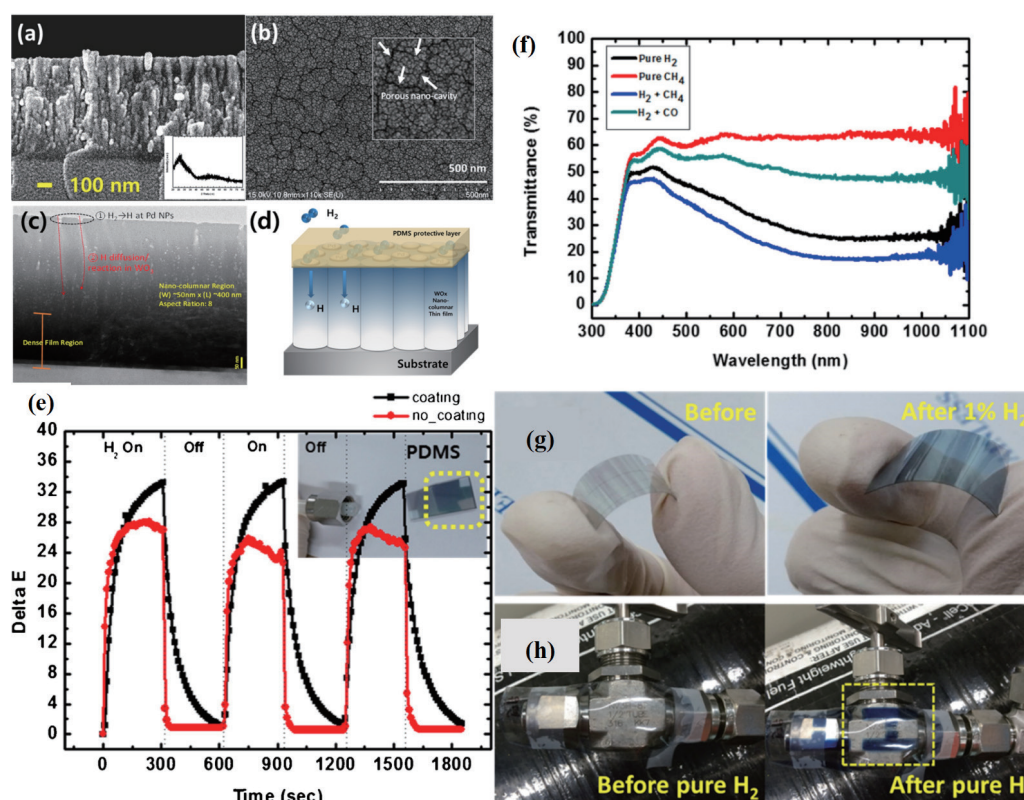 (a)
100 nm
(b)
Porous nano-cavity
500 nm
15.0kV 10.8mm x110k SE(U)
500nm
(c)
① H₂→H at Pd NPs
② H diffusion/
reaction in WO₃
Nano-columnar Region
(W) ~50nm x (L) ~400 nm
Aspect Ration: 8
Dense Film Region
(d)
H₂
PDMS protective layer
H
H
WOx
Nano-
columnar
Thin film
Substrate
(e)
coating
no_coating
Delta E
40
36
32
28
24
20
16
12
8
4
0
H₂ On
Off
On
Off
PDMS
0
300
600
900
1200
1500
1800
Time (sec)
(f)
Transmittance (%)
100
90
80
70
60
50
40
30
20
10
0
Pure H₂
Pure CH₄
H₂ + CH₄
H₂ + CO
300
400
500
600
700
800
900
1000
1100
Wavelength (nm)
(g)
Before
After 1% H₂
(h)
Before pure H₂
After pure H